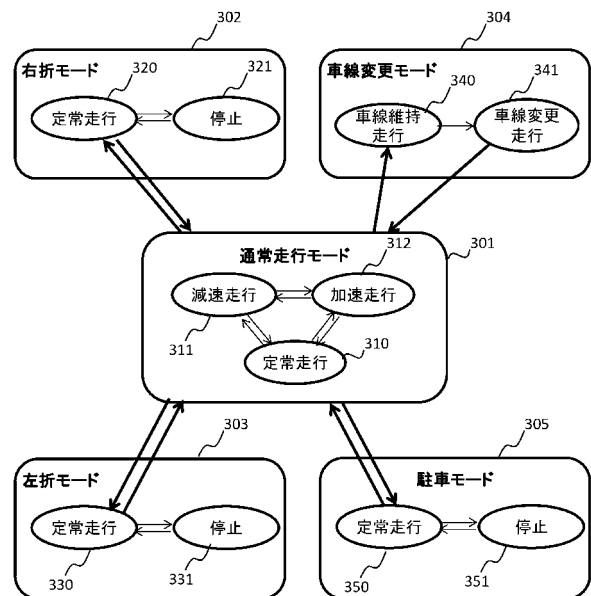 302
右折モード
320
321
定常走行
停止
304
車線変更モード
340
341
車線維持
走行
車線変更
走行
通常走行モード
301
312
減速走行
加速走行
311
310
定常走行
303
左折モード
定常走行
停止
330
331
305
駐車モード
定常走行
停止
350
351